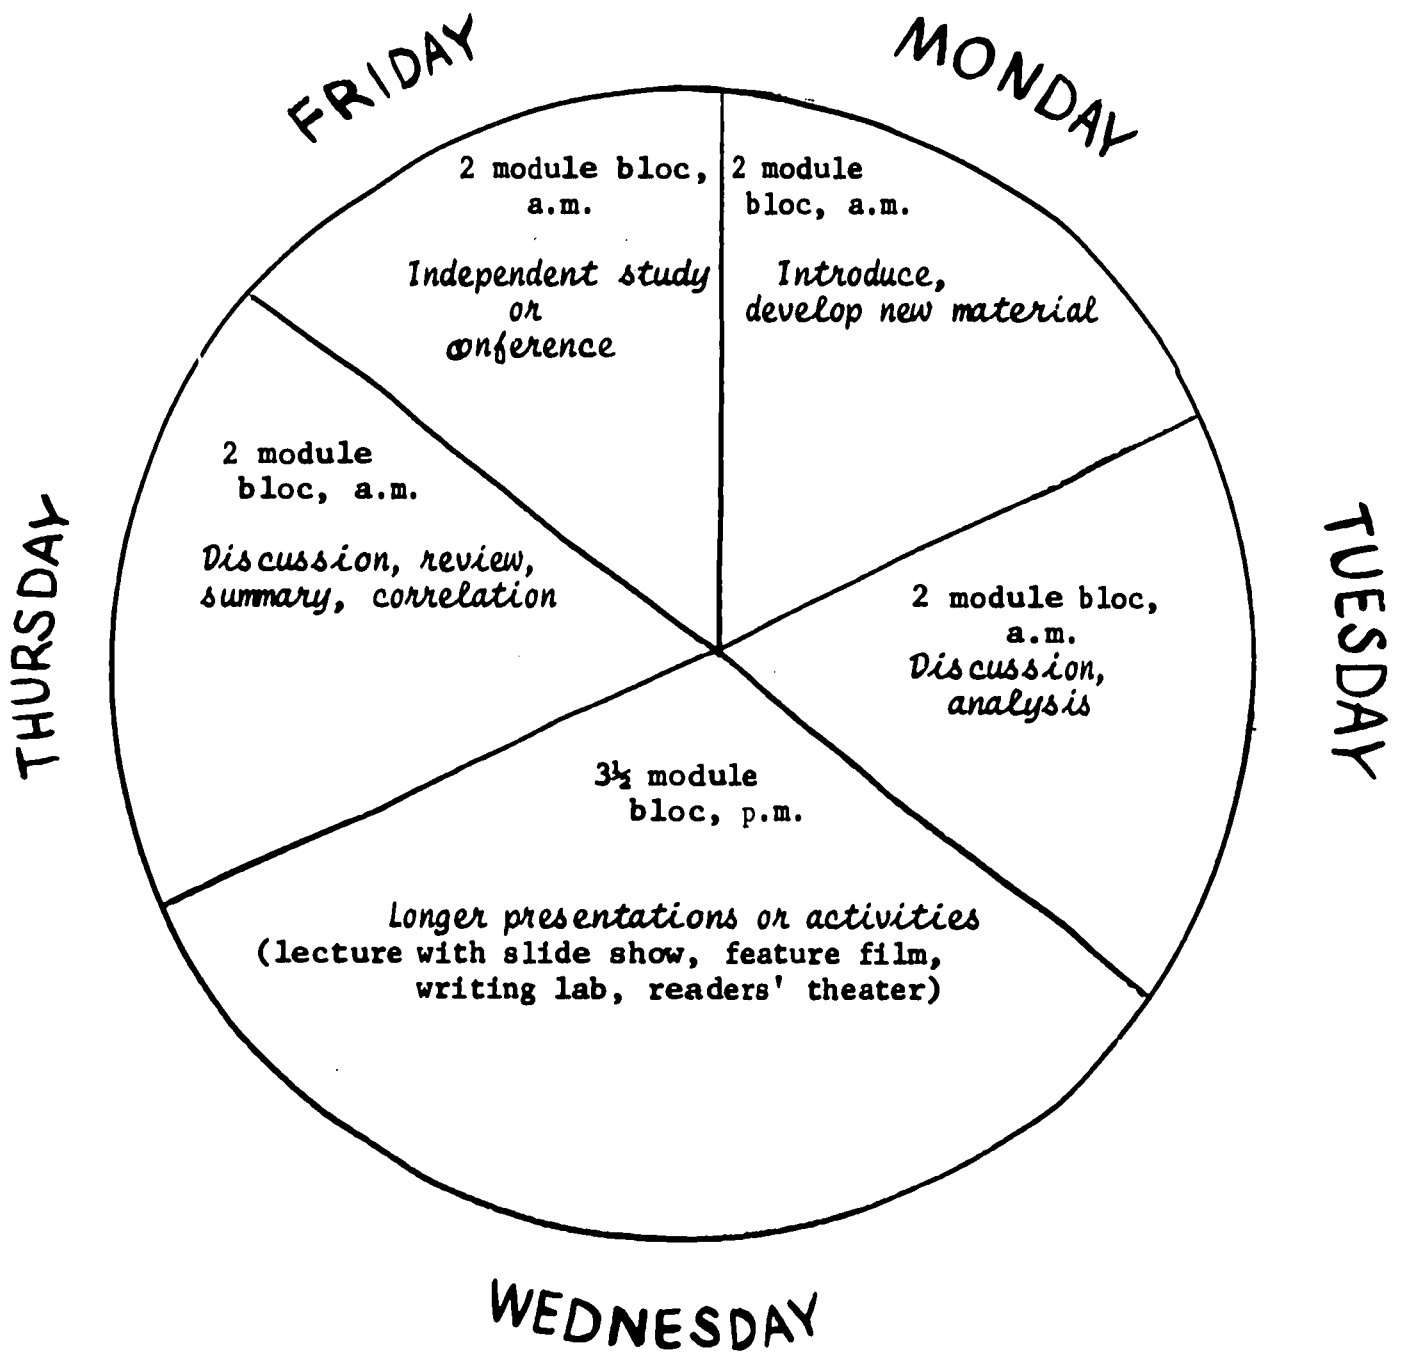 FRIDAY
MONDAY
2 module bloc,
a.m.
Independent study
or
conference
2 module
bloc, a.m.
Introduce,
develop new material
2 module
bloc, a.m.
Discussion, review,
summary, correlation
THURSDAY
2 module bloc,
a.m.
Discussion,
analysis
TUESDAY
3½ module
bloc, p.m.
Longer presentations or activities
(lecture with slide show, feature film,
writing lab, readers' theater)
WEDNESDAY